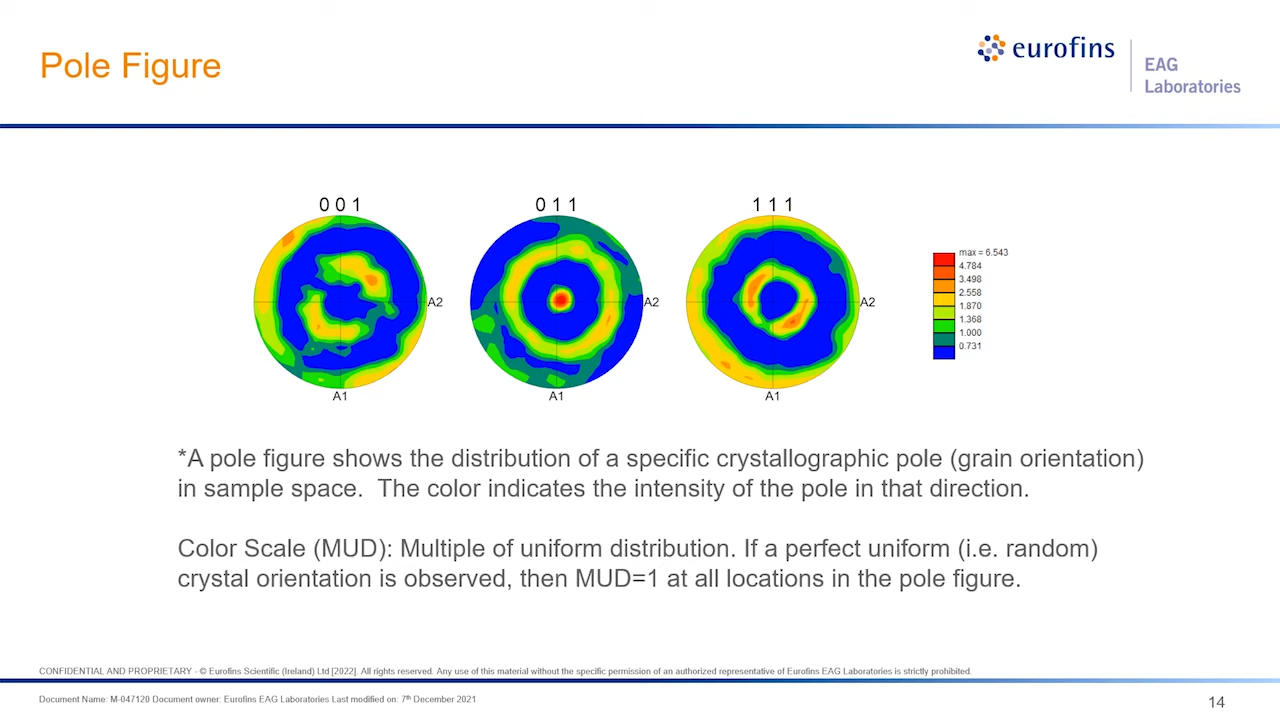 Pole Figure
eurofins
EAG
Laboratories
0 0 1
0 1 1
1 1 1
A2
A2
A2
A1
A1
A1
max = 6.543
4.784
3.498
2.558
1.870
1.368
1.000
0.731
*A pole figure shows the distribution of a specific crystallographic pole (grain orientation)
in sample space.  The color indicates the intensity of the pole in that direction.
Color Scale (MUD): Multiple of uniform distribution. If a perfect uniform (i.e. random)
crystal orientation is observed, then MUD=1 at all locations in the pole figure.
CONFIDENTIAL AND PROPRIETARY - © Eurofins Scientific (Ireland) Ltd [2022]. All rights reserved. Any use of this material without the specific permission of an authorized representative of Eurofins EAG Laboratories is strictly prohibited.
Document Name: M-047120 Document owner: Eurofins EAG Laboratories Last modified on: 7th December 2021
14